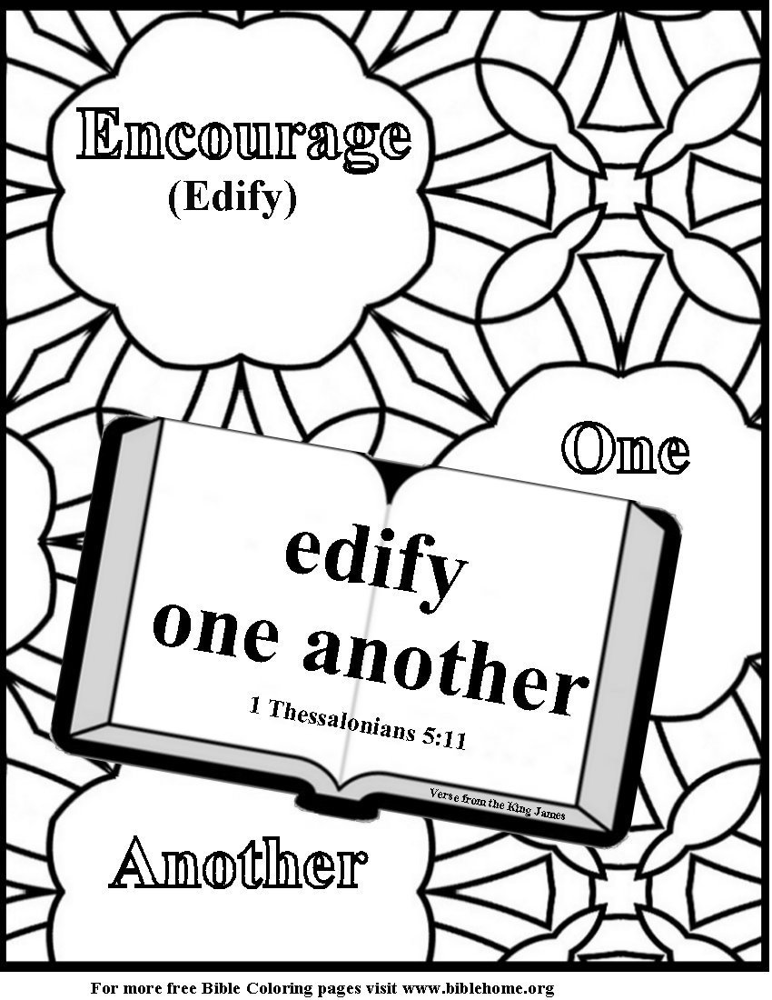 Encourage
(Edify)
One
edify
one another
1 Thessalonians 5:11
Verse from the King James
Another
For more free Bible Coloring pages visit www.biblehome.org